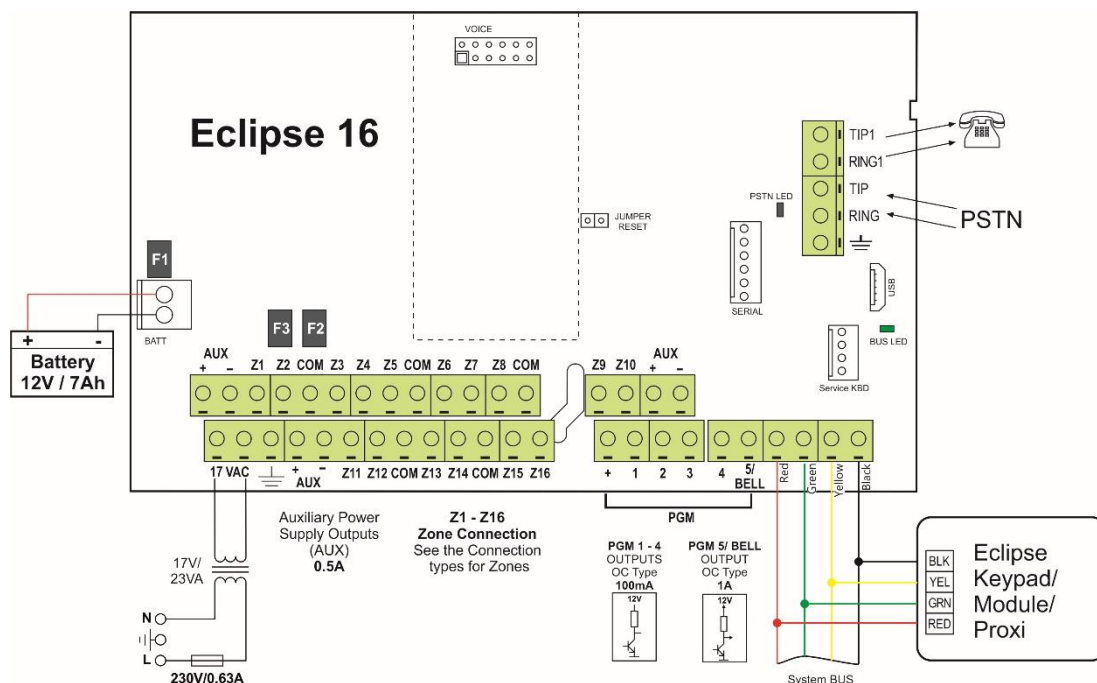 VOICE
Eclipse 16
TIP1
RING1
TIP
RING
PSTN LED
PSTN
JUMPER
RESET
SERIAL
USB
BUS LED
Service KBD
F1
BATT
F3
F2
+ -
Battery
12V / 7Ah
AUX
+ – Z1 Z2 COM Z3 Z4 Z5 COM Z6 Z7 Z8 COM
Z9 Z10 + –
AUX
17 VAC
+ –
AUX
Z11 Z12 COM Z13 Z14 COM Z15 Z16
+ 1 2 3 4 5/
BELL
Red
Green
Yellow
Black
PGM
Auxiliary Power
Supply Outputs
(AUX)
0.5A
Z1 - Z16
Zone Connection
See the Connection
types for Zones
PGM 1 - 4
OUTPUTS
OC Type
100mA
12V
PGM 5/ BELL
OUTPUT
OC Type
1A
12V
17V/
23VA
N
L
230V/0.63A
BLK
YEL
GRN
RED
Eclipse
Keypad/
Module/
Proxi
System BUS